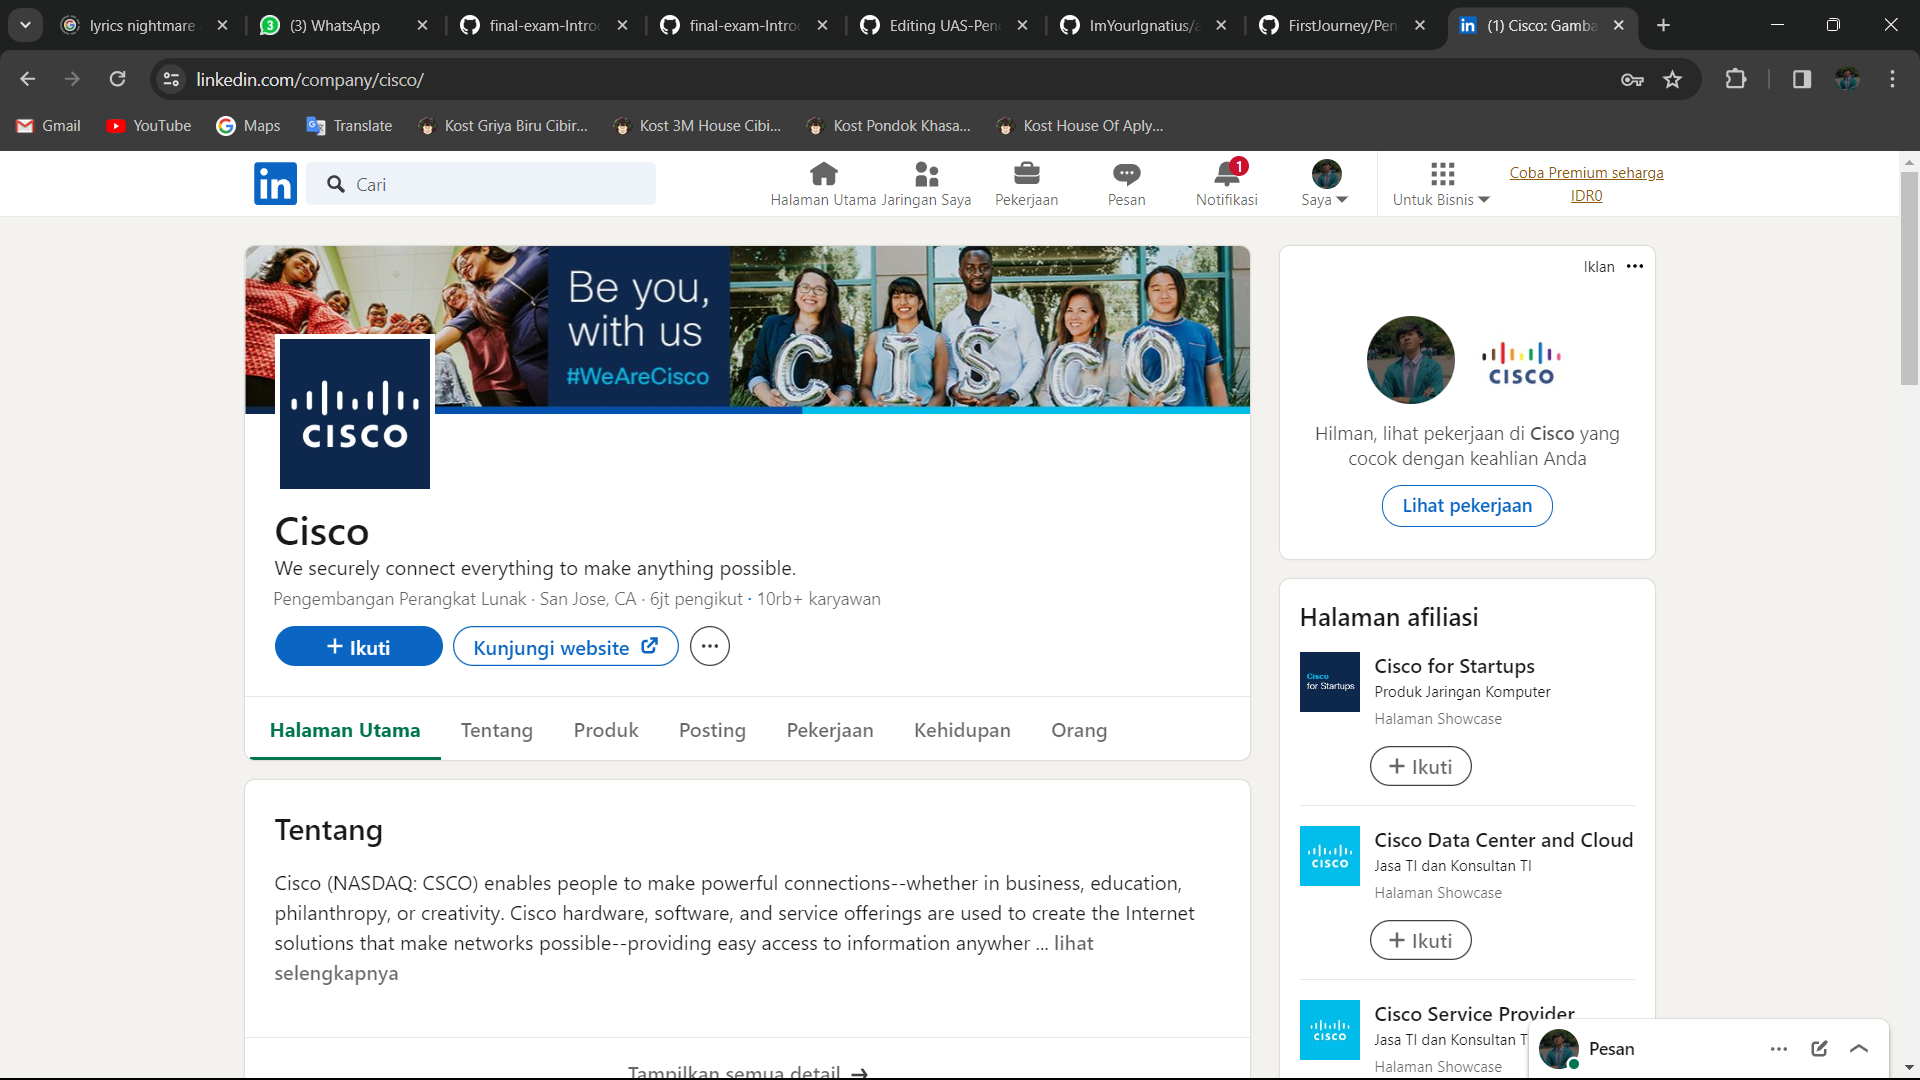 lyrics nightmare
(3) WhatsApp
final-exam-Intro
final-exam-Intro
Editing UAS-Pen
ImYourIgnatius/a
FirstJourney/Pen
(1) Cisco: Gamba
linkedin.com/company/cisco/
Gmail
YouTube
Maps
Translate
Kost Griya Biru Cibir...
Kost 3M House Cibi...
Kost Pondok Khasa...
Kost House Of Aply...
in
Cari
Halaman Utama
Jaringan Saya
Pekerjaan
Pesan
1
Notifikasi
Saya
Untuk Bisnis
Coba Premium seharga
IDR0
Be you,
with us
#WeAreCisco
CISCO
CISCO
Cisco
We securely connect everything to make anything possible.
Pengembangan Perangkat Lunak · San Jose, CA · 6jt pengikut · 10rb+ karyawan
+ Ikuti
Kunjungi website
Halaman Utama
Tentang
Produk
Posting
Pekerjaan
Kehidupan
Orang
Tentang
Cisco (NASDAQ: CSCO) enables people to make powerful connections--whether in business, education,
philanthropy, or creativity. Cisco hardware, software, and service offerings are used to create the Internet
solutions that make networks possible--providing easy access to information anywher ... lihat
selengkapnya
Tampilkan semua detail →
Iklan
CISCO
Hilman, lihat pekerjaan di Cisco yang
cocok dengan keahlian Anda
Lihat pekerjaan
Halaman afiliasi
Cisco
for Startups
Cisco for Startups
Produk Jaringan Komputer
Halaman Showcase
+ Ikuti
CISCO
Cisco Data Center and Cloud
Jasa TI dan Konsultan TI
Halaman Showcase
+ Ikuti
CISCO
Cisco Service Provider
Jasa TI dan Konsultan T
Halaman Showcase
Pesan